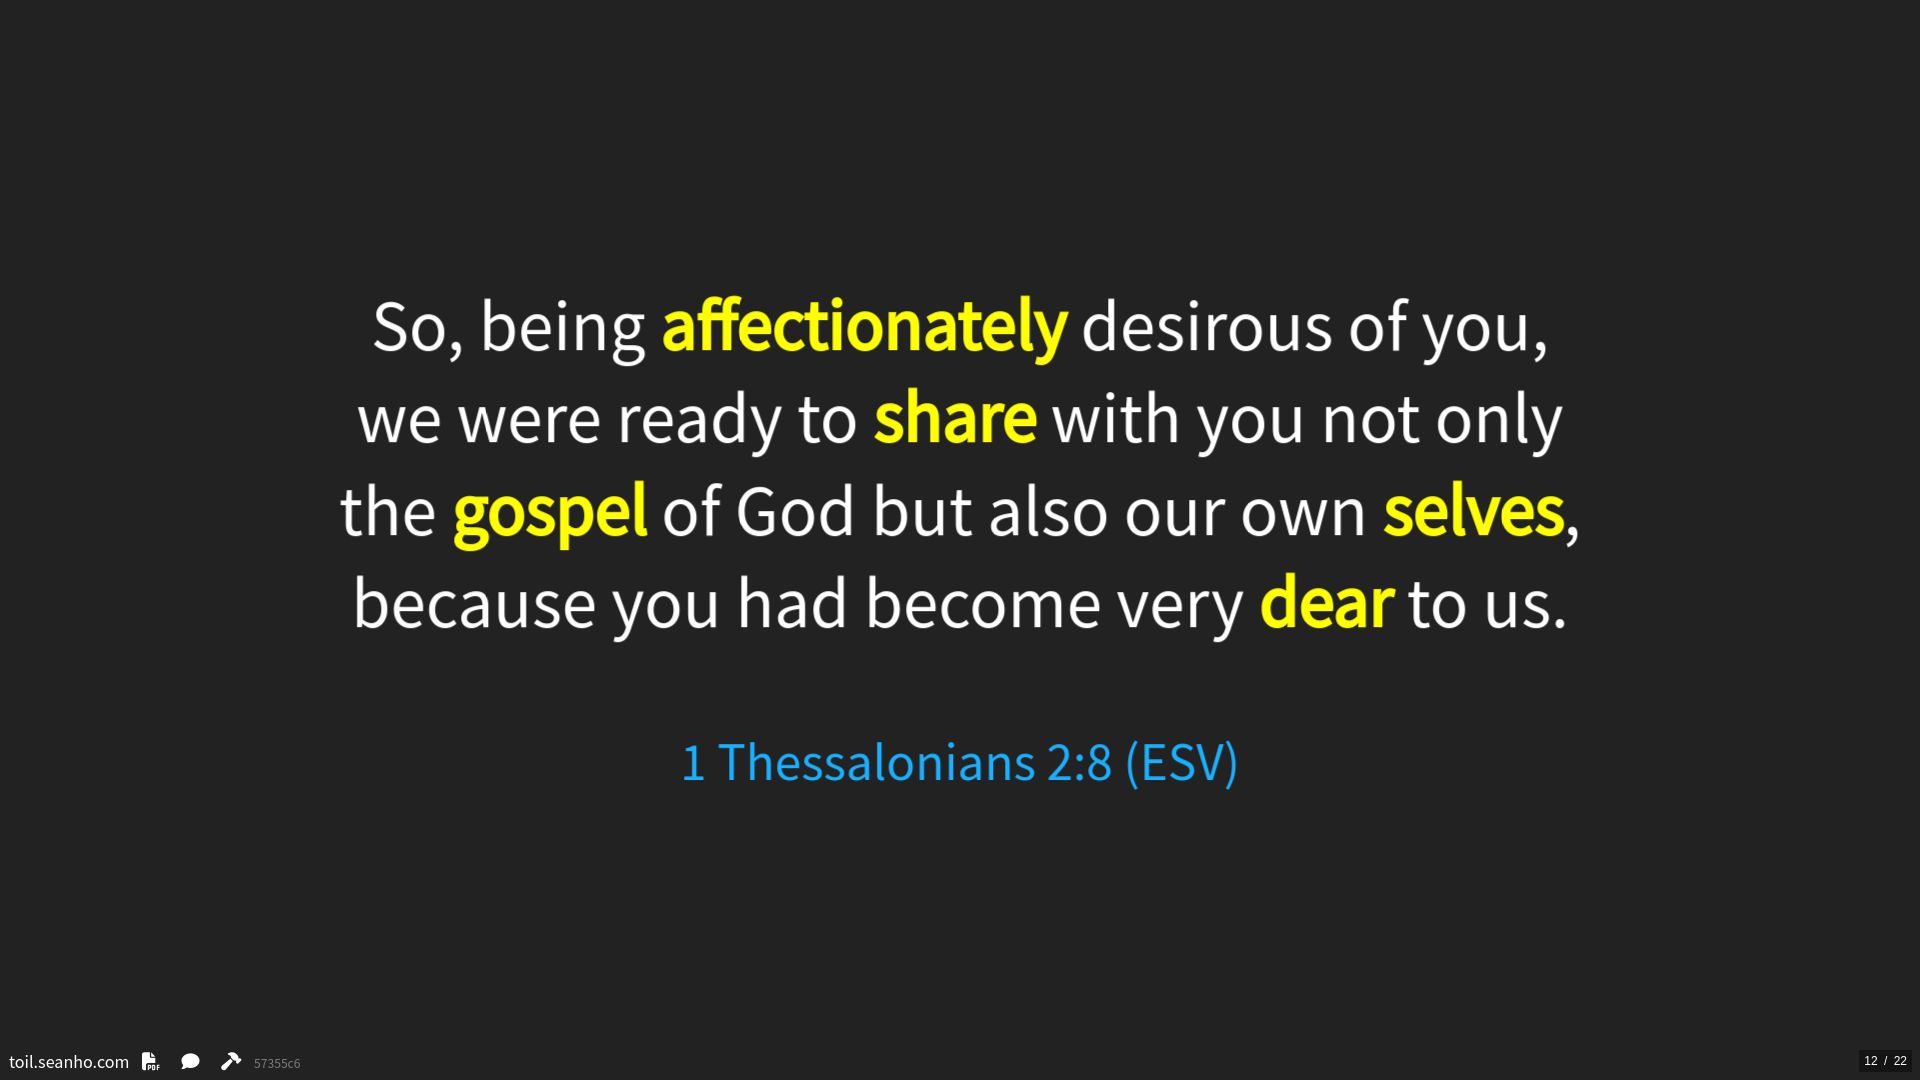 So, being affectionately desirous of you,
we were ready to share with you not only
the gospel of God but also our own selves,
because you had become very dear to us.
1 Thessalonians 2:8 (ESV)
toil.seanho.com PDF 57355c6
12 / 22